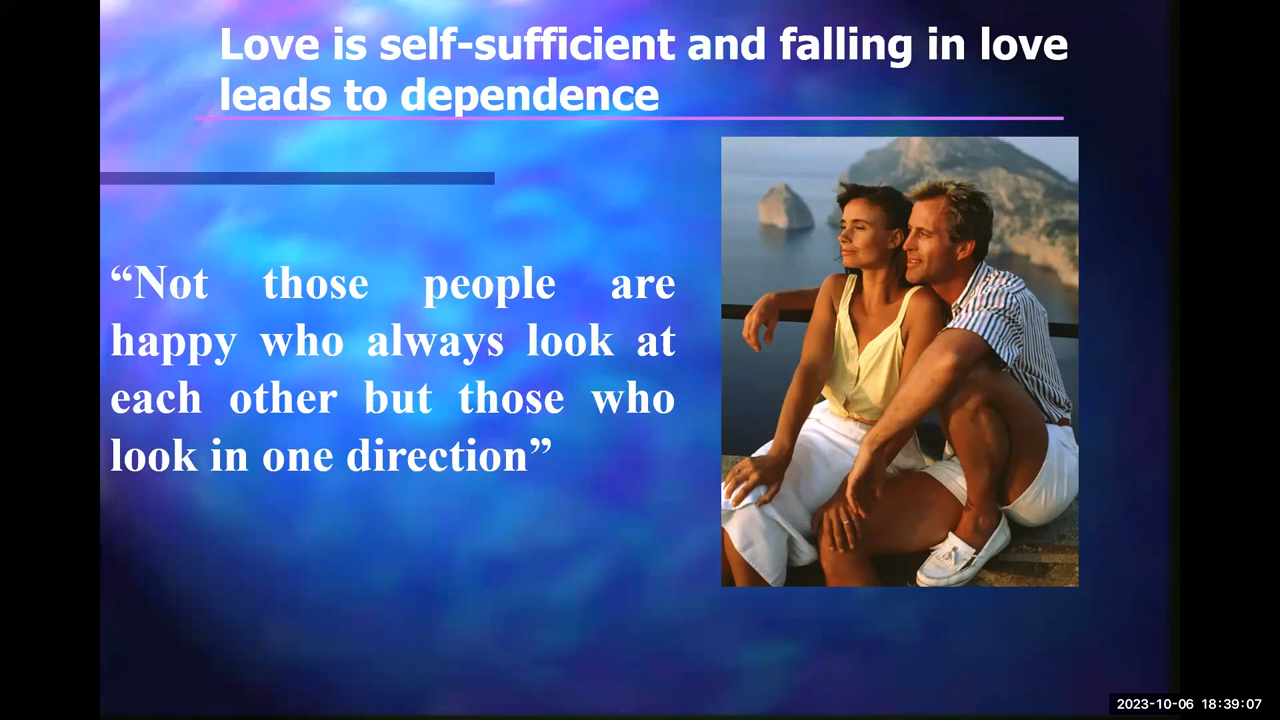 Love is self-sufficient and falling in love
leads to dependence
“Not those people are
happy who always look at
each other but those who
look in one direction”
2023-10-06 18:39:07